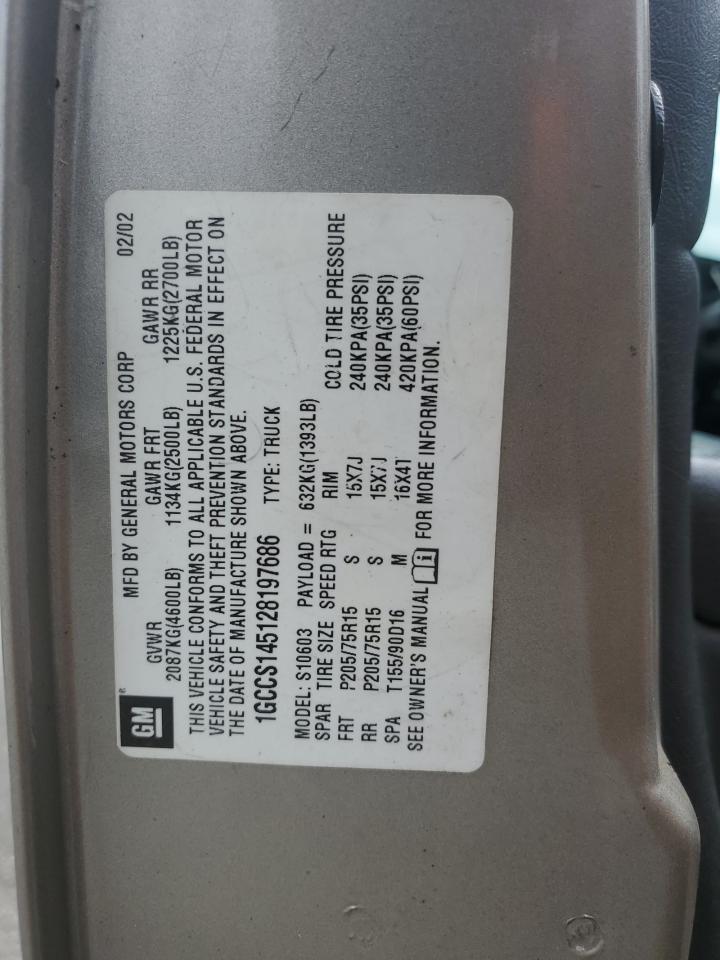 GM® MFD BY GENERAL MOTORS CORP 02/02
GVWR GAWR FRT GAWR RR
2087KG(4600LB) 1134KG(2500LB) 1225KG(2700LB)
THIS VEHICLE CONFORMS TO ALL APPLICABLE U.S. FEDERAL MOTOR
VEHICLE SAFETY AND THEFT PREVENTION STANDARDS IN EFFECT ON
THE DATE OF MANUFACTURE SHOWN ABOVE.
1GCCS145128197686 TYPE: TRUCK
MODEL: S10603 PAYLOAD = 632KG(1393LB)
SPAR TIRE SIZE SPEED RTG RIM COLD TIRE PRESSURE
FRT P205/75R15 S 15X7J 240KPA(35PSI)
RR P205/75R15 S 15X7J 240KPA(35PSI)
SPA T155/90D16 M 16X4T 420KPA(60PSI)
SEE OWNER'S MANUAL i FOR MORE INFORMATION.